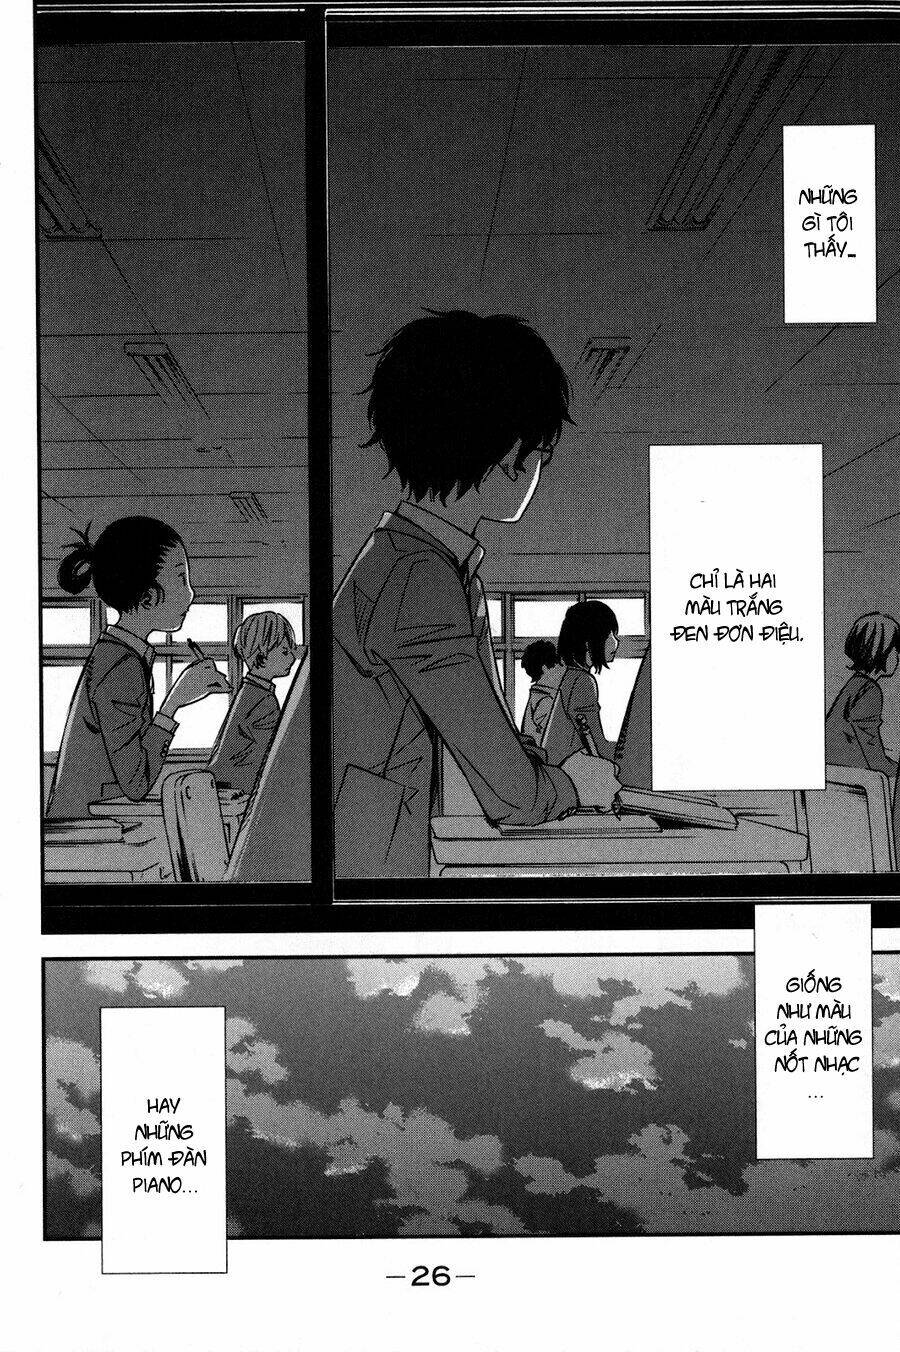 NHỮNG
GÌ TÔI
THẤY...
CHỈ LÀ HAI
MÀU TRẮNG
ĐEN ĐƠN ĐIỆU.
GIỐNG
NHƯ MÀU
CỦA NHỮNG
NỐT NHẠC
...
HAY
NHỮNG
PHÍM ĐÀN
PIANO...
—26—